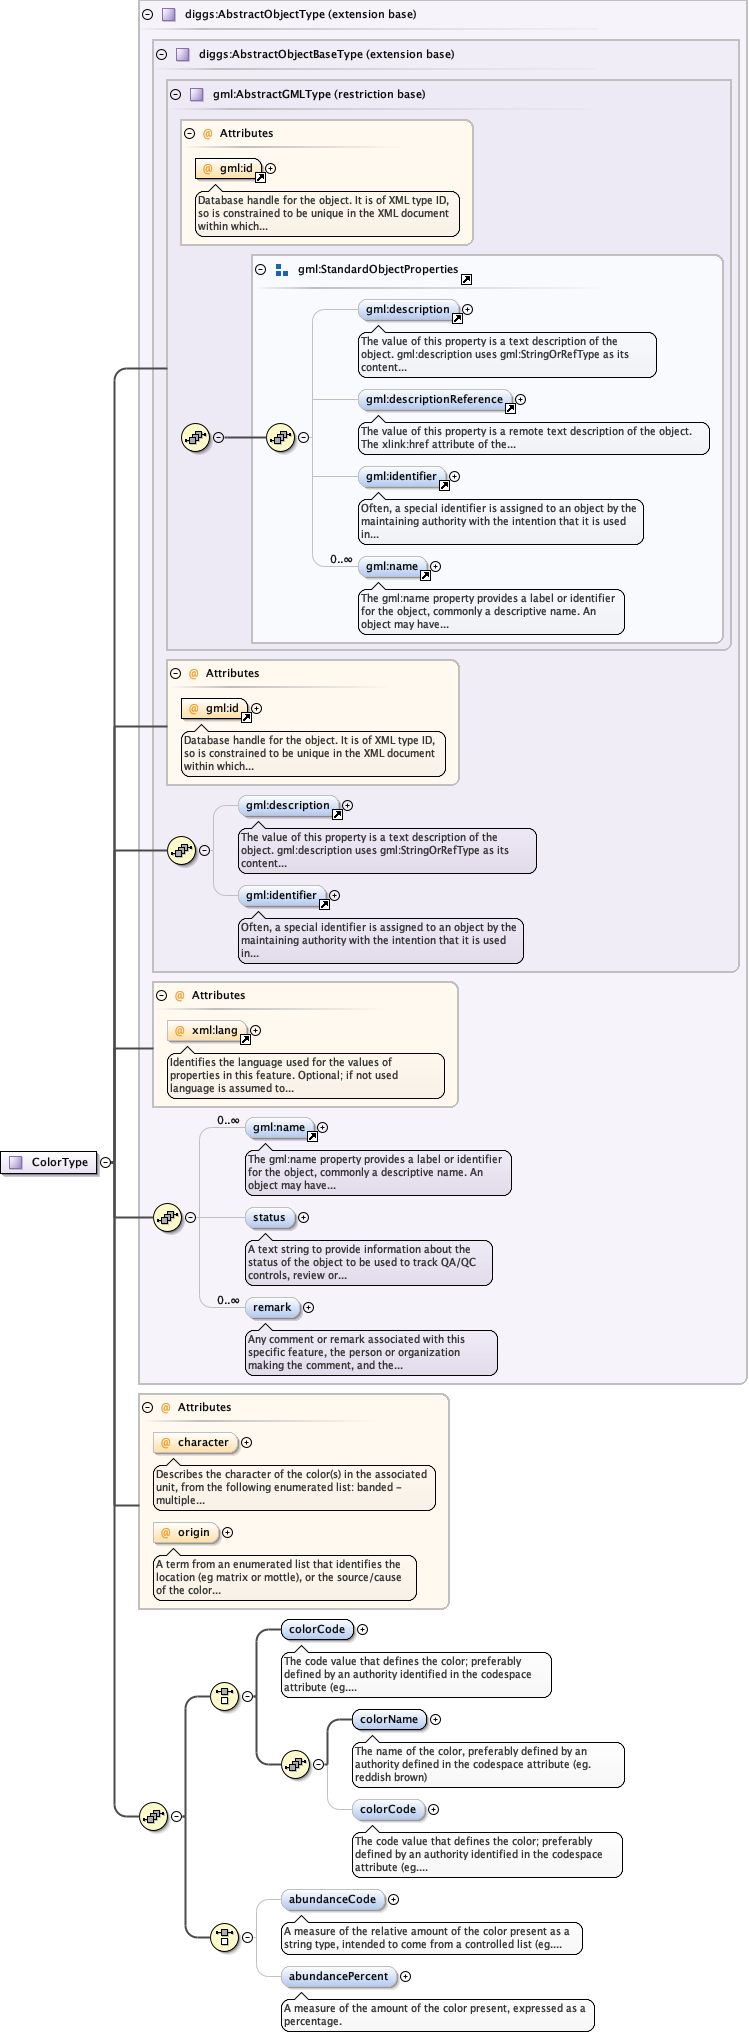 diggs:AbstractObjectType (extension base)
diggs:AbstractObjectBaseType (extension base)
gml:AbstractGMLType (restriction base)
@ Attributes
@ gml:id
Database handle for the object. It is of XML type ID,
so is constrained to be unique in the XML document
within which...
gml:StandardObjectProperties
gml:description
The value of this property is a text description of the
object. gml:description uses gml:StringOrRefType as its
content...
gml:descriptionReference
The value of this property is a remote text description of the object.
The xlink:href attribute of the...
gml:identifier
Often, a special identifier is assigned to an object by the
maintaining authority with the intention that it is used
in...
0..∞
gml:name
The gml:name property provides a label or identifier
for the object, commonly a descriptive name. An
object may have...
@ Attributes
@ gml:id
Database handle for the object. It is of XML type ID,
so is constrained to be unique in the XML document
within which...
gml:description
The value of this property is a text description of the
object. gml:description uses gml:StringOrRefType as its
content...
gml:identifier
Often, a special identifier is assigned to an object by the
maintaining authority with the intention that it is used
in...
@ Attributes
@ xml:lang
Identifies the language used for the values of
properties in this feature. Optional; if not used
language is assumed to...
0..∞
gml:name
The gml:name property provides a label or identifier
for the object, commonly a descriptive name. An
object may have...
ColorType
status
A text string to provide information about the
status of the object to be used to track QA/QC
controls, review or...
0..∞
remark
Any comment or remark associated with this
specific feature, the person or organization
making the comment, and the...
@ Attributes
@ character
Describes the character of the color(s) in the associated
unit, from the following enumerated list: banded -
multiple...
@ origin
A term from an enumerated list that identifies the
location (eg matrix or mottle), or the source/cause
of the color...
colorCode
The code value that defines the color; preferably
defined by an authority identified in the codespace
attribute (eg....
colorName
The name of the color, preferably defined by an
authority defined in the codespace attribute (eg.
reddish brown)
colorCode
The code value that defines the color; preferably
defined by an authority identified in the codespace
attribute (eg....
abundanceCode
A measure of the relative amount of the color present as a
string type, intended to come from a controlled list (eg....
abundancePercent
A measure of the amount of the color present, expressed as a
percentage.